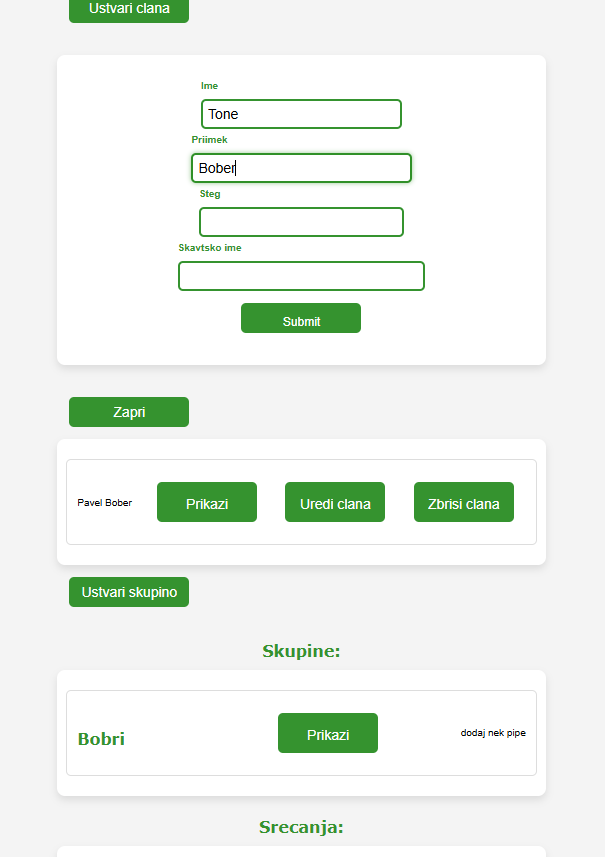 Ustvari clana
Ime
Tone
Priimek
Bober
Steg
Skavtsko ime
Submit
Zapri
Pavel Bober
Prikazi
Uredi clana
Zbrisi clana
Ustvari skupino
Skupine:
Bobri
Prikazi
dodaj nek pipe
Srecanja: